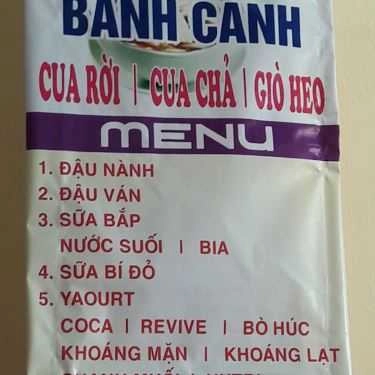 BÁNH CANH
CUA RỜI | CUA CHẢ | GIÒ HEO
MENU
1. ĐẬU NÀNH
2. ĐẬU VÁN
3. SỮA BẮP
NƯỚC SUỐI | BIA
4. SỮA BÍ ĐỎ
5. YAOURT
COCA | REVIVE | BÒ HÚC
KHOÁNG MẶN | KHOÁNG LẠT